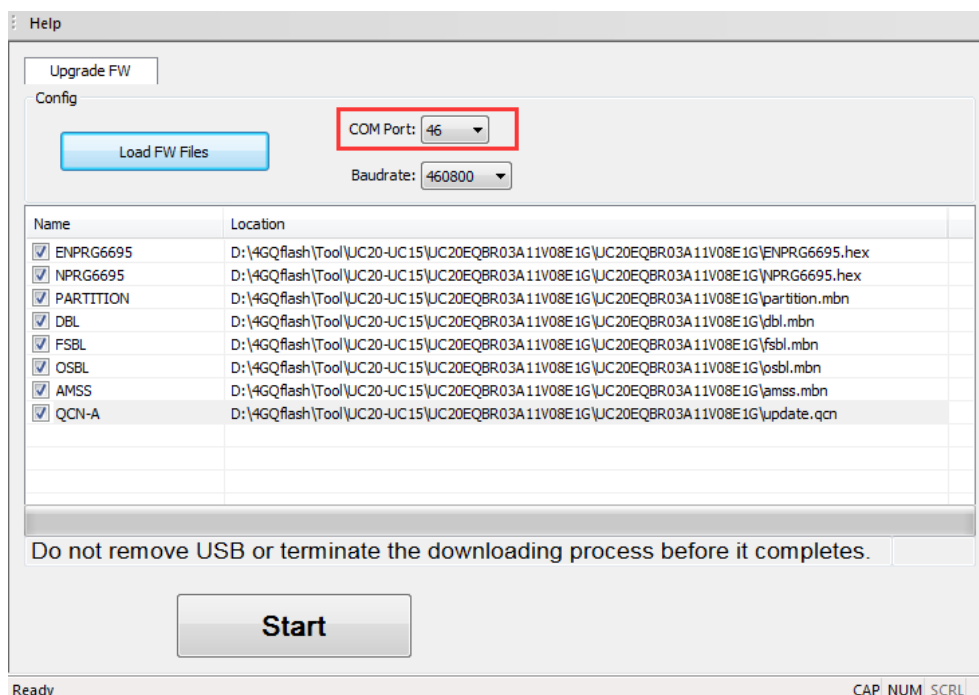 Help
Upgrade FW
Config
Load FW Files
COM Port: 46
Baudrate: 460800
Name Location
ENPRG6695 D:\4GQflash\Tool\UC20-UC15\UC20EQBR03A11V08E1G\UC20EQBR03A11V08E1G\ENPRG6695.hex
NPRG6695 D:\4GQflash\Tool\UC20-UC15\UC20EQBR03A11V08E1G\UC20EQBR03A11V08E1G\NPRG6695.hex
PARTITION D:\4GQflash\Tool\UC20-UC15\UC20EQBR03A11V08E1G\UC20EQBR03A11V08E1G\partition.mbn
DBL D:\4GQflash\Tool\UC20-UC15\UC20EQBR03A11V08E1G\UC20EQBR03A11V08E1G\dbl.mbn
FSBL D:\4GQflash\Tool\UC20-UC15\UC20EQBR03A11V08E1G\UC20EQBR03A11V08E1G\fsbl.mbn
OSBL D:\4GQflash\Tool\UC20-UC15\UC20EQBR03A11V08E1G\UC20EQBR03A11V08E1G\osbl.mbn
AMSS D:\4GQflash\Tool\UC20-UC15\UC20EQBR03A11V08E1G\UC20EQBR03A11V08E1G\amss.mbn
QCN-A D:\4GQflash\Tool\UC20-UC15\UC20EQBR03A11V08E1G\UC20EQBR03A11V08E1G\update.qcn
Do not remove USB or terminate the downloading process before it completes.
Start
Ready CAP NUM SCRL